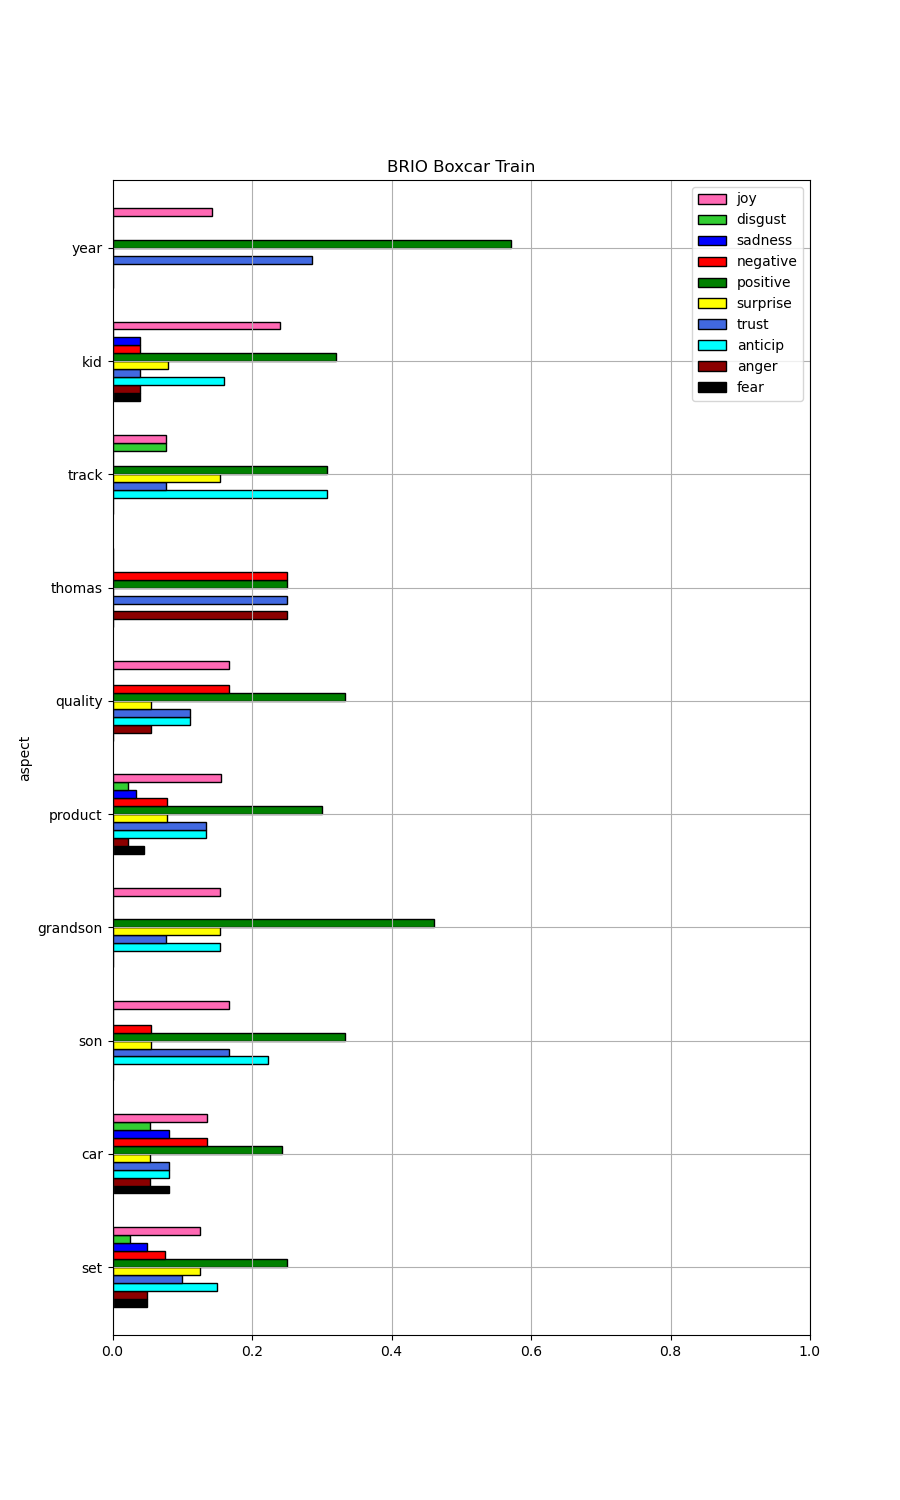 BRIO Boxcar Train
joy
disgust
sadness
negative
positive
surprise
trust
anticip
anger
fear
year
kid
track
thomas
quality
product
grandson
son
car
set
aspect
0.0 0.2 0.4 0.6 0.8 1.0